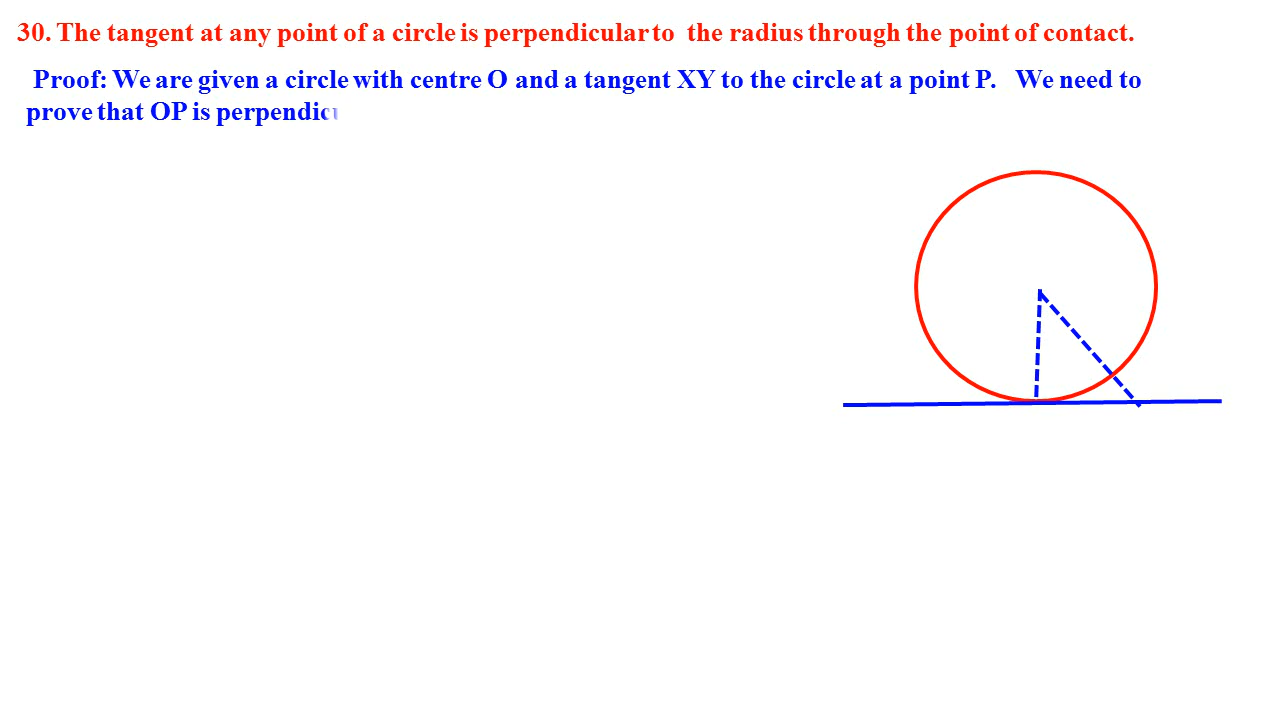 30. The tangent at any point of a circle is perpendicular to the radius through the point of contact.
Proof: We are given a circle with centre O and a tangent XY to the circle at a point P. We need to
prove that OP is